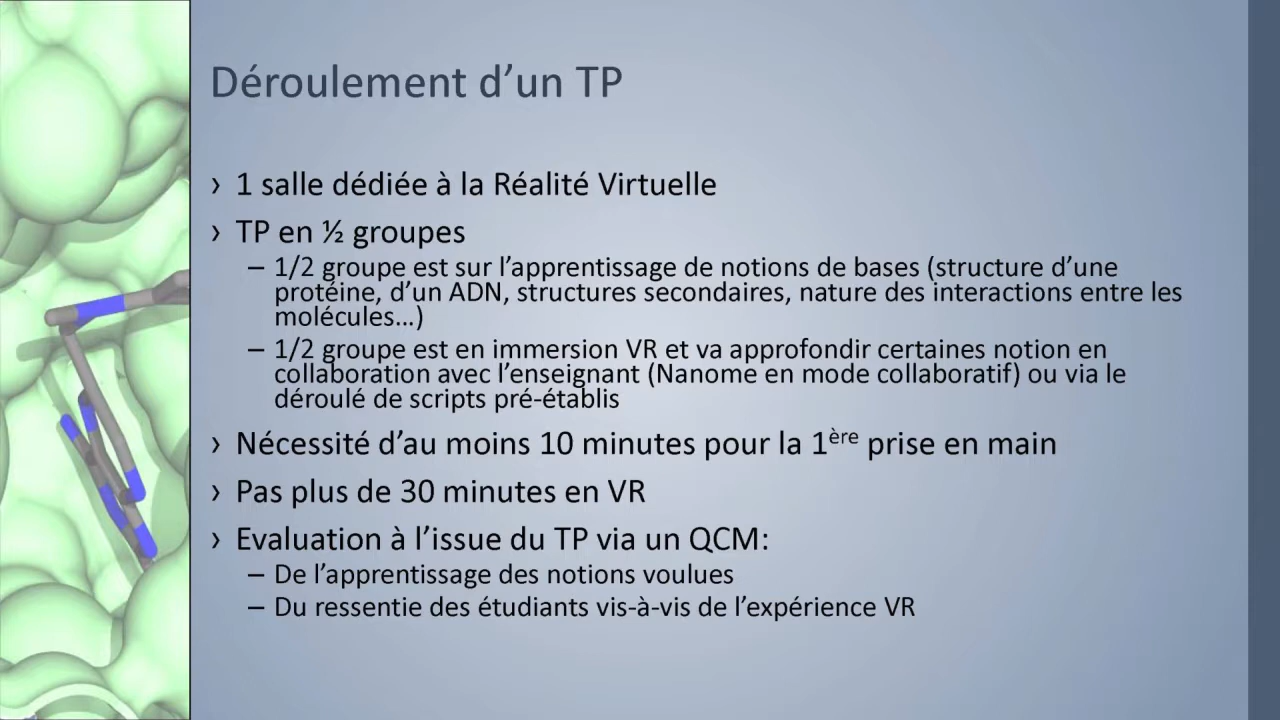 Déroulement d’un TP
› 1 salle dédiée à la Réalité Virtuelle
› TP en ½ groupes
– 1/2 groupe est sur l’apprentissage de notions de bases (structure d’une
protéine, d’un ADN, structures secondaires, nature des interactions entre les
molécules…)
– 1/2 groupe est en immersion VR et va approfondir certaines notion en
collaboration avec l’enseignant (Nanome en mode collaboratif) ou via le
déroulé de scripts pré-établis
› Nécessité d’au moins 10 minutes pour la 1ère prise en main
› Pas plus de 30 minutes en VR
› Evaluation à l’issue du TP via un QCM:
– De l’apprentissage des notions voulues
– Du ressentie des étudiants vis-à-vis de l’expérience VR